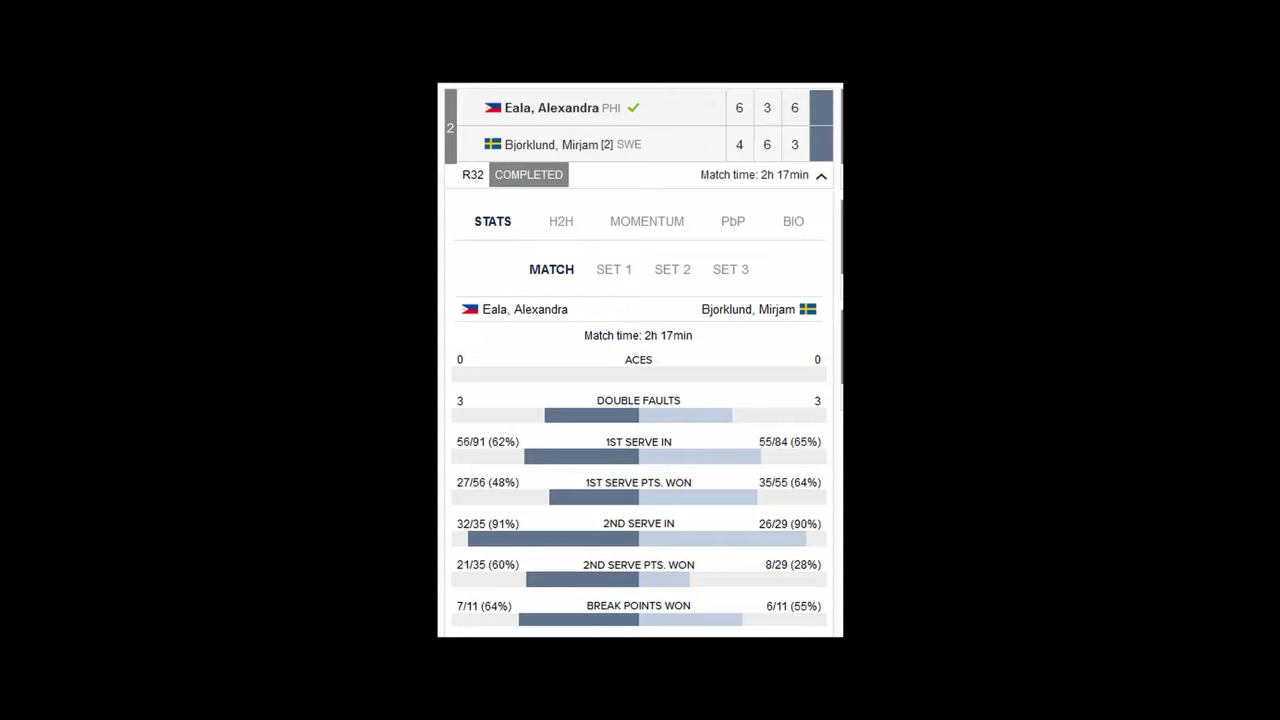 2
Eala, Alexandra PHI 6 3 6
Bjorklund, Mirjam [2] SWE 4 6 3
R32 COMPLETED Match time: 2h 17min
STATS H2H MOMENTUM PbP BIO
MATCH SET 1 SET 2 SET 3
Eala, Alexandra Bjorklund, Mirjam
Match time: 2h 17min
0 ACES 0
3 DOUBLE FAULTS 3
56/91 (62%) 1ST SERVE IN 55/84 (65%)
27/56 (48%) 1ST SERVE PTS. WON 35/55 (64%)
32/35 (91%) 2ND SERVE IN 26/29 (90%)
21/35 (60%) 2ND SERVE PTS. WON 8/29 (28%)
7/11 (64%) BREAK POINTS WON 6/11 (55%)